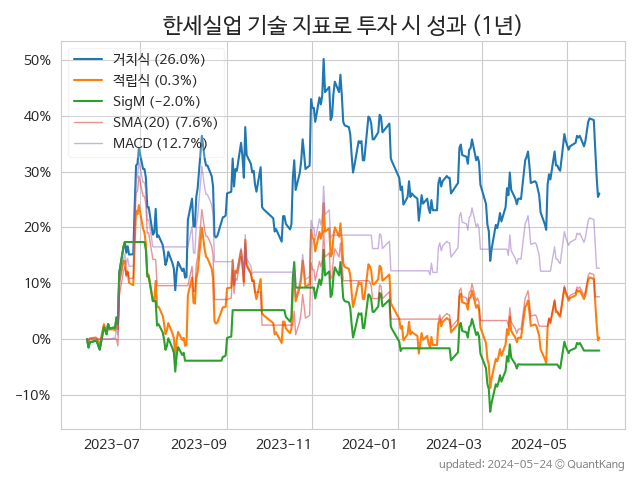 한세실업 기술 지표로 투자 시 성과 (1년)
거치식 (26.0%)
적립식 (0.3%)
SigM (−2.0%)
SMA(20) (7.6%)
MACD (12.7%)
50%
40%
30%
20%
10%
0%
−10%
2023−07 2023−09 2023−11 2024−01 2024−03 2024−05
updated: 2024−05−24 © QuantKang